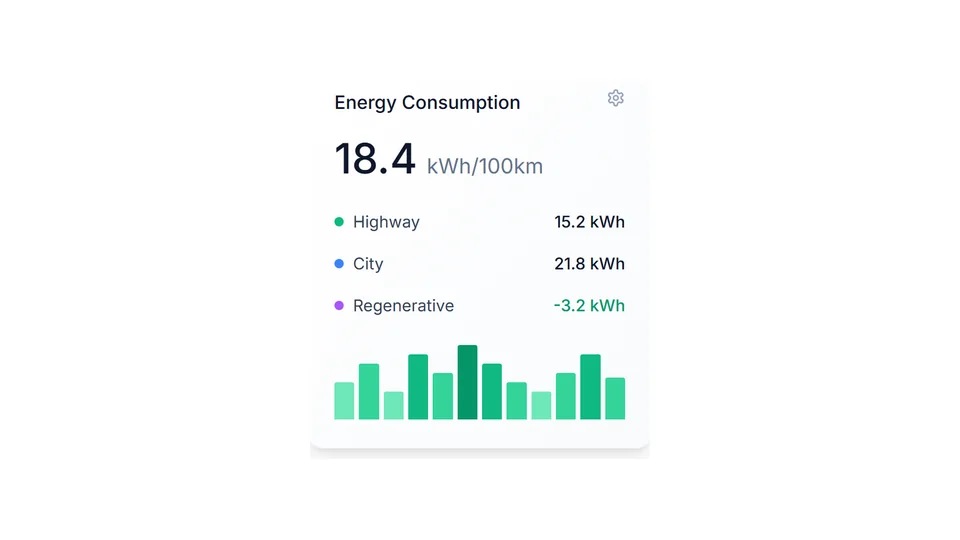 Energy Consumption
18.4 kWh/100km
Highway 15.2 kWh
City 21.8 kWh
Regenerative -3.2 kWh